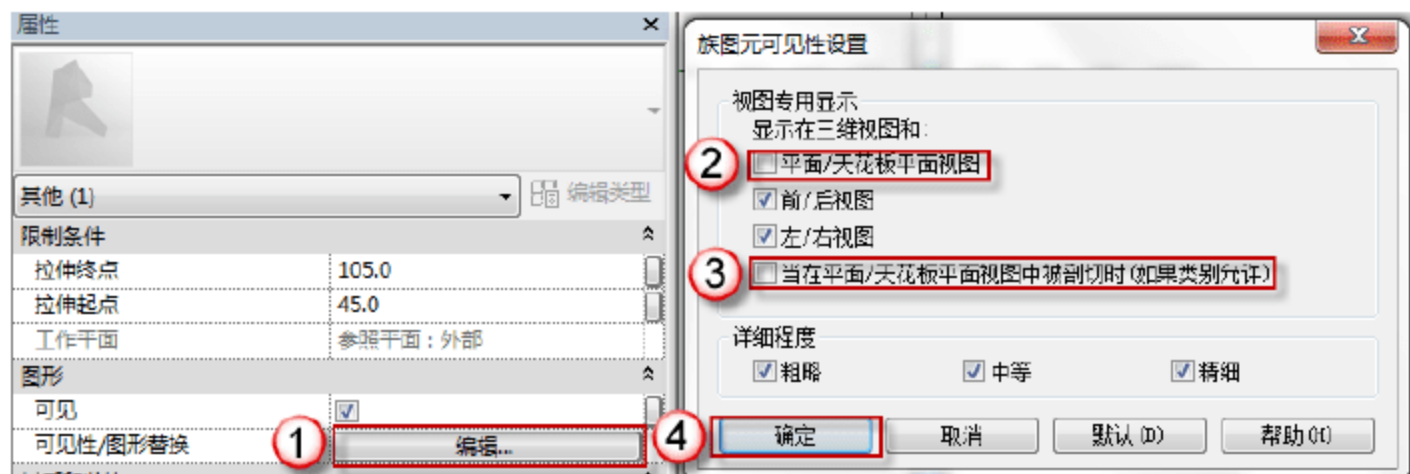 属性
其他 (1)
编辑类型
限制条件
拉伸终点 105.0
拉伸起点 45.0
工作平面 参照平面 : 外部
图形
可见
可见性/图形替换 ① 编辑...
族图元可见性设置
视图专用显示
显示在三维视图和:
② 平面/天花板平面视图
前/后视图
左/右视图
③ 当在平面/天花板平面视图中被剖切时(如果类别允许)
详细程度
粗略 中等 精细
④ 确定 取消 默认(D) 帮助(H)